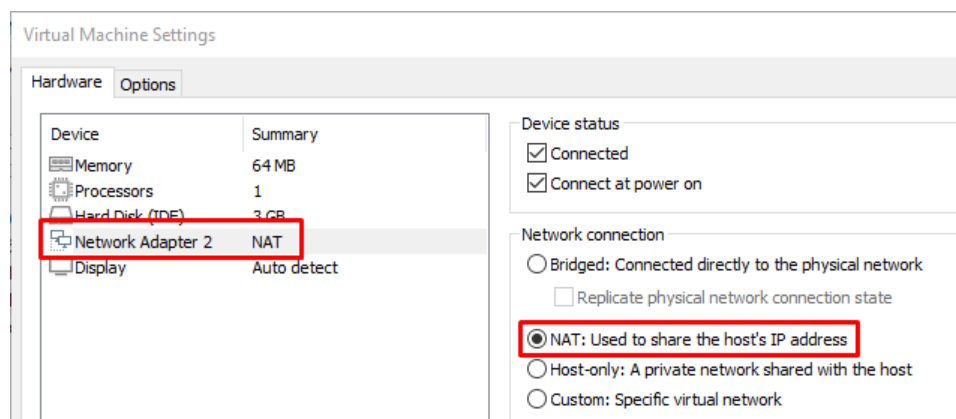 Virtual Machine Settings
Hardware Options
Device Summary
Memory 64 MB
Processors 1
Hard Disk (IDE) 3 GB
Network Adapter 2 NAT
Display Auto detect
Device status
Connected
Connect at power on
Network connection
Bridged: Connected directly to the physical network
Replicate physical network connection state
NAT: Used to share the host's IP address
Host-only: A private network shared with the host
Custom: Specific virtual network